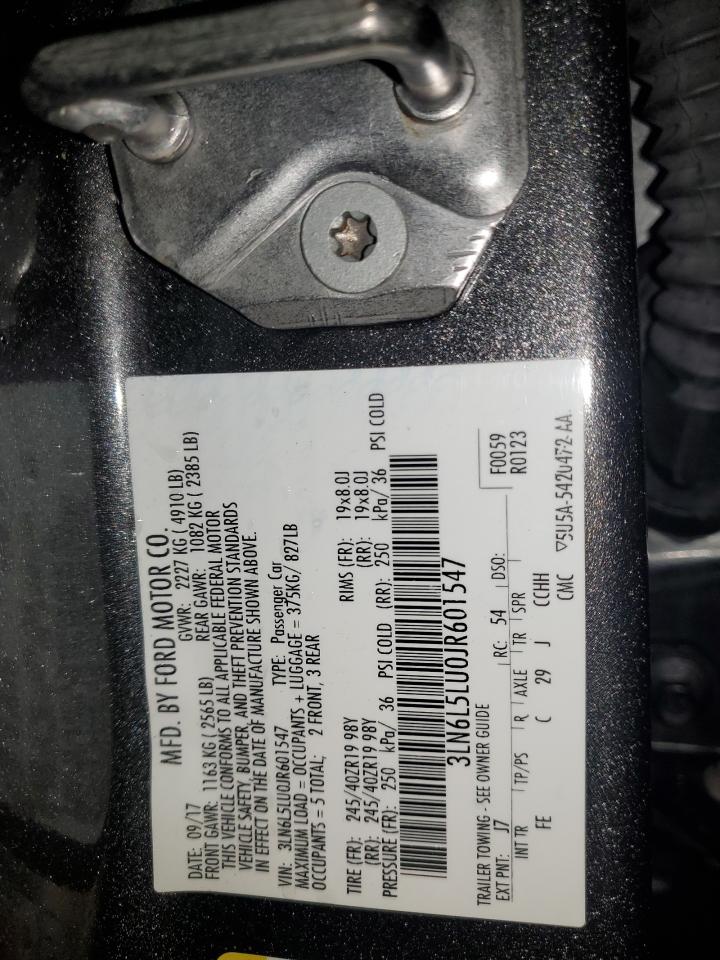 MFD. BY FORD MOTOR CO.
DATE: 09/17 GVWR: 2227 KG ( 4910 LB)
FRONT GAWR: 1163 KG ( 2565 LB) REAR GAWR: 1082 KG ( 2385 LB)
THIS VEHICLE CONFORMS TO ALL APPLICABLE FEDERAL MOTOR
VEHICLE SAFETY, BUMPER, AND THEFT PREVENTION STANDARDS
IN EFFECT ON THE DATE OF MANUFACTURE SHOWN ABOVE.
VIN: 3LN6L5LU0JR601547 TYPE: Passenger Car
MAXIMUM LOAD = OCCUPANTS + LUGGAGE = 375KG/ 827LB
OCCUPANTS = 5 TOTAL; 2 FRONT, 3 REAR
TIRE (FR): 245/40ZR19 98Y RIMS (FR): 19x8.0J
(RR): 245/40ZR19 98Y (RR): 19x8.0J
PRESSURE (FR): 250 kPa/ 36 PSI COLD (RR): 250 kPa/ 36 PSI COLD
3LN6L5LU0JR601547
TRAILER TOWING - SEE OWNER GUIDE
F0059
EXT PNT: J7 RC: 54 DSO: R0123
INT TR TP/PS R AXLE TR SPR
FE C 29 J CCHH
CMC ▽5U5A-5420472-AA